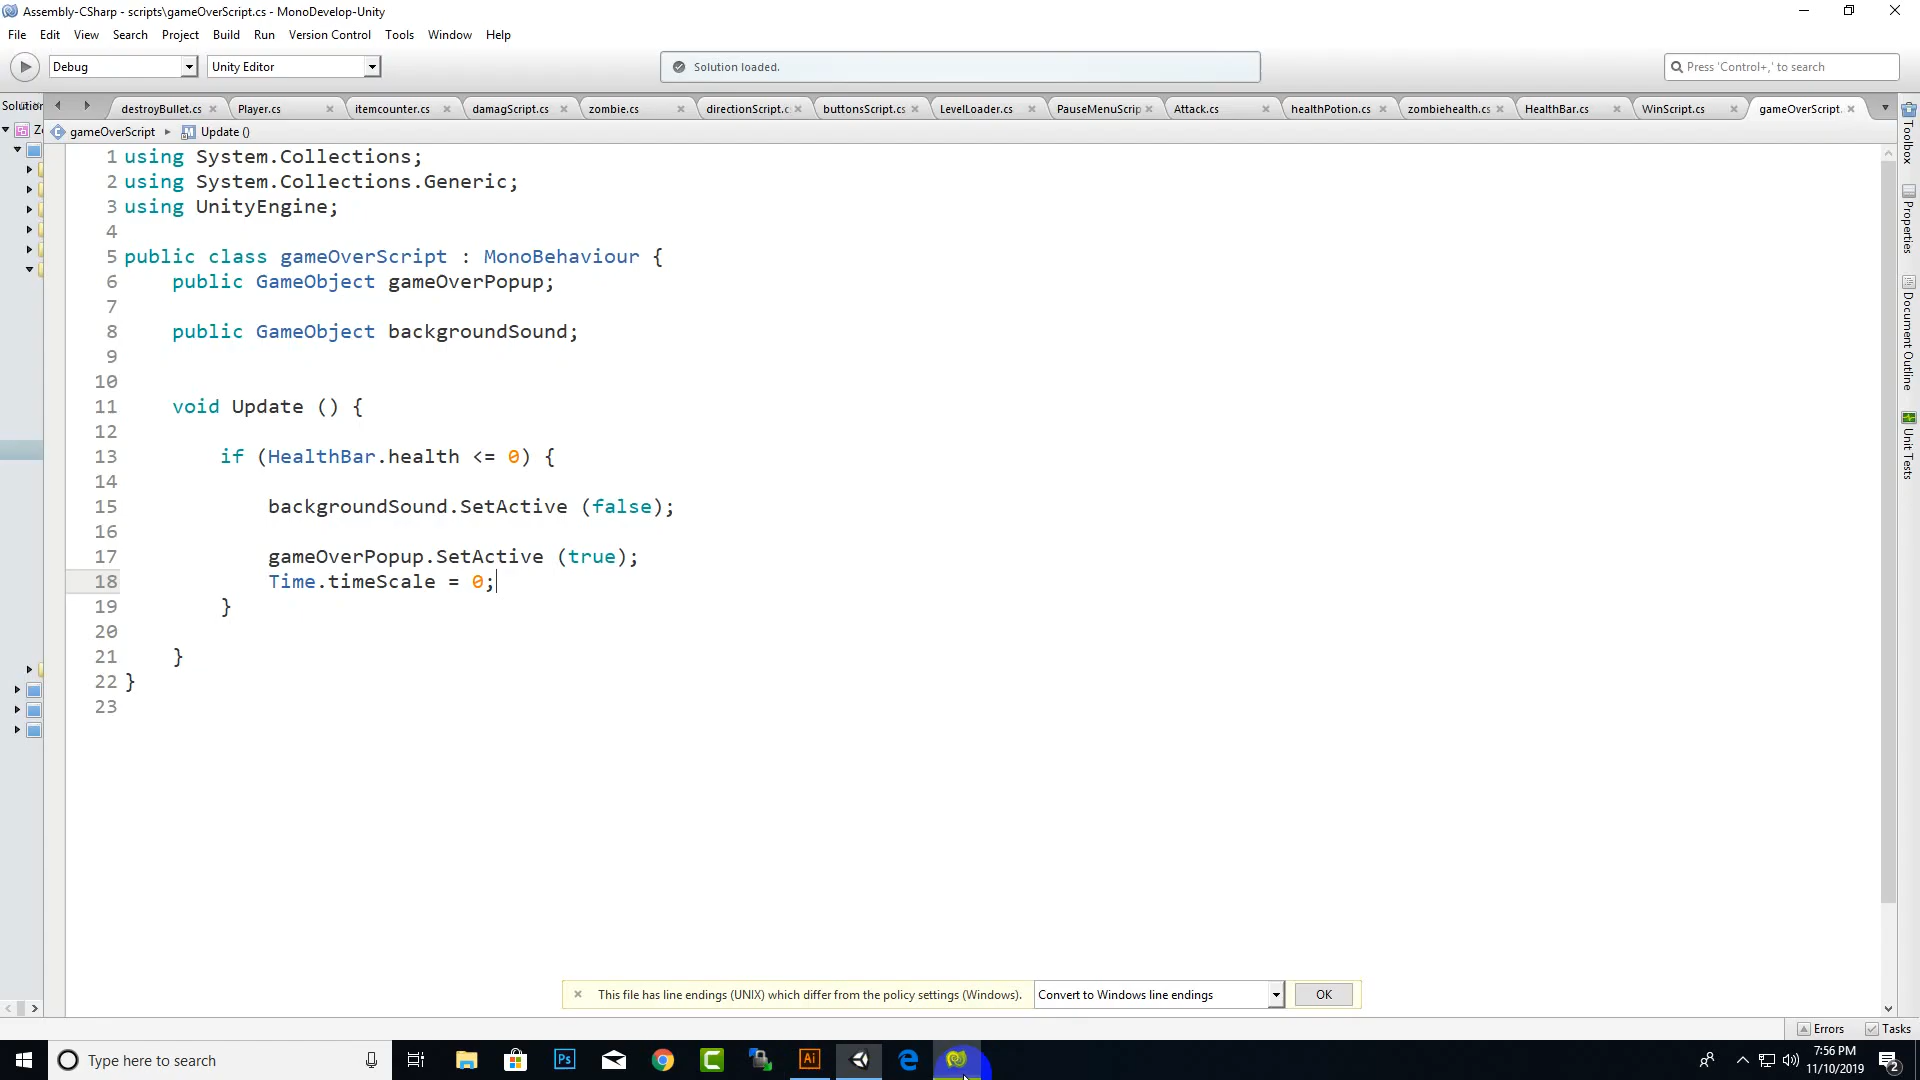 Assembly-CSharp - scripts\gameOverScript.cs - MonoDevelop-Unity
File Edit View Search Project Build Run Version Control Tools Window Help
Debug Unity Editor Solution loaded. Press 'Control+,' to search
Solution destroyBullet.cs Player.cs itemcounter.cs damagScript.cs zombie.cs directionScript.c buttonsScript.cs LevelLoader.cs PauseMenuScrip Attack.cs healthPotion.cs zombiehealth.cs HealthBar.cs WinScript.cs gameOverScript.
gameOverScript Update ()
1 using System.Collections;
2 using System.Collections.Generic;
3 using UnityEngine;
4
5 public class gameOverScript : MonoBehaviour {
6 public GameObject gameOverPopup;
7
8 public GameObject backgroundSound;
9
10
11 void Update () {
12
13 if (HealthBar.health <= 0) {
14
15 backgroundSound.SetActive (false);
16
17 gameOverPopup.SetActive (true);
18 Time.timeScale = 0;
19 }
20
21 }
22 }
23
Toolbox
Properties
Document Outline
Unit Tests
This file has line endings (UNIX) which differ from the policy settings (Windows). Convert to Windows line endings OK
Errors Tasks
Type here to search
Ps
Ai
7:56 PM
11/10/2019
2